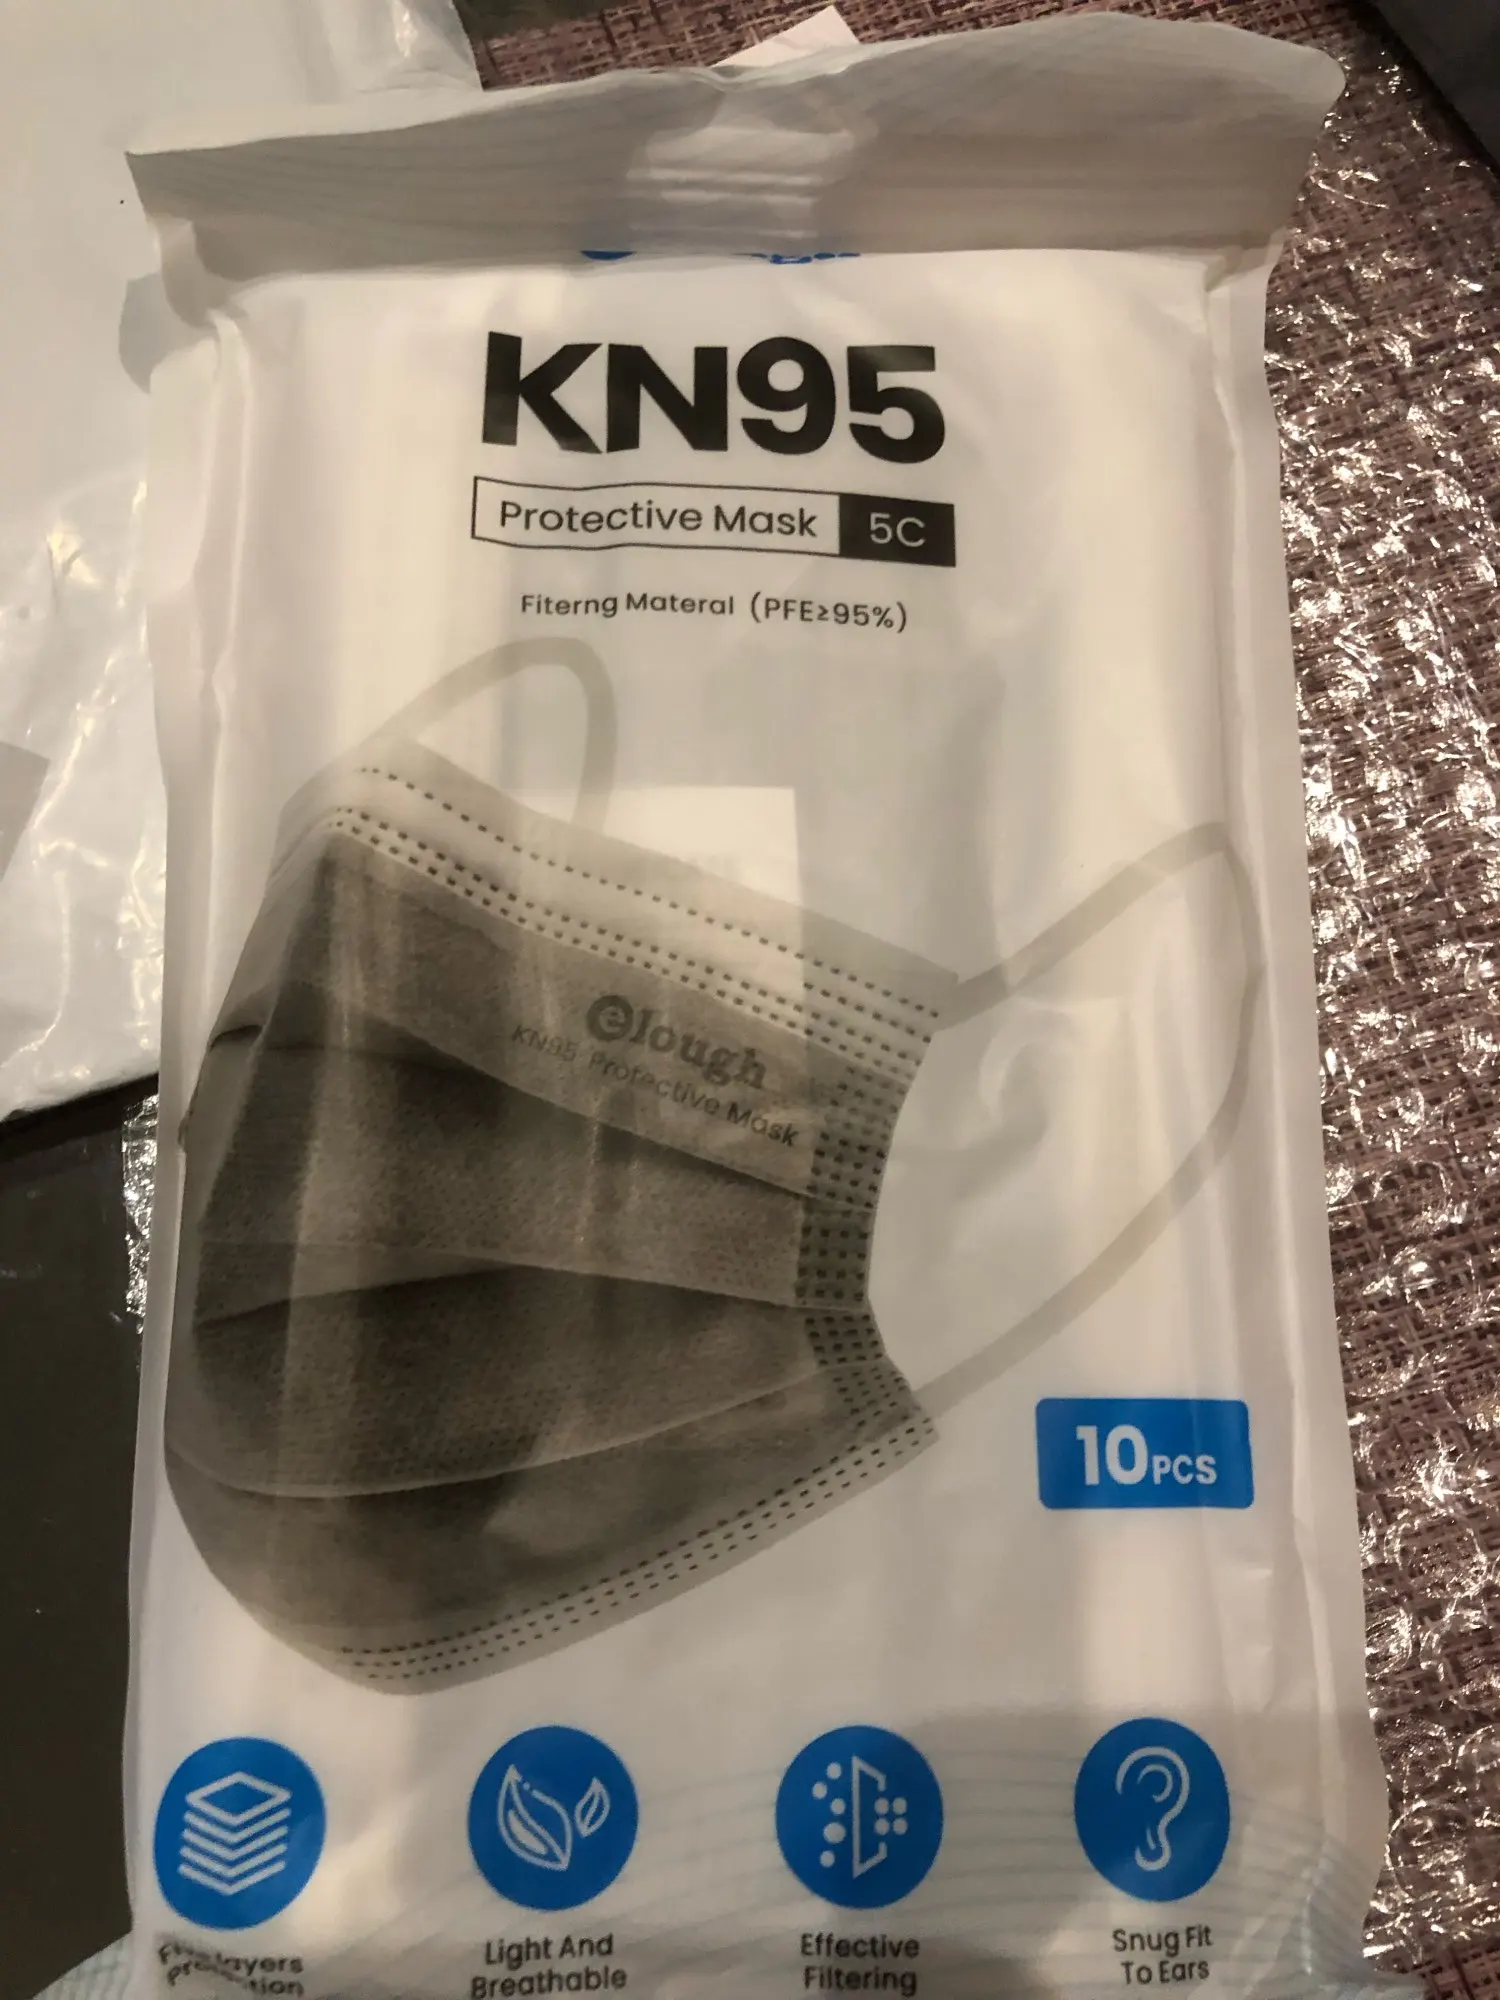 KN95
Protective Mask 5C
Fiterng Materal (PFE≥95%)
elough
KN95 Protective Mask
10PCS
layers
Light And
Breathable
Effective
Filtering
Snug Fit
To Ears